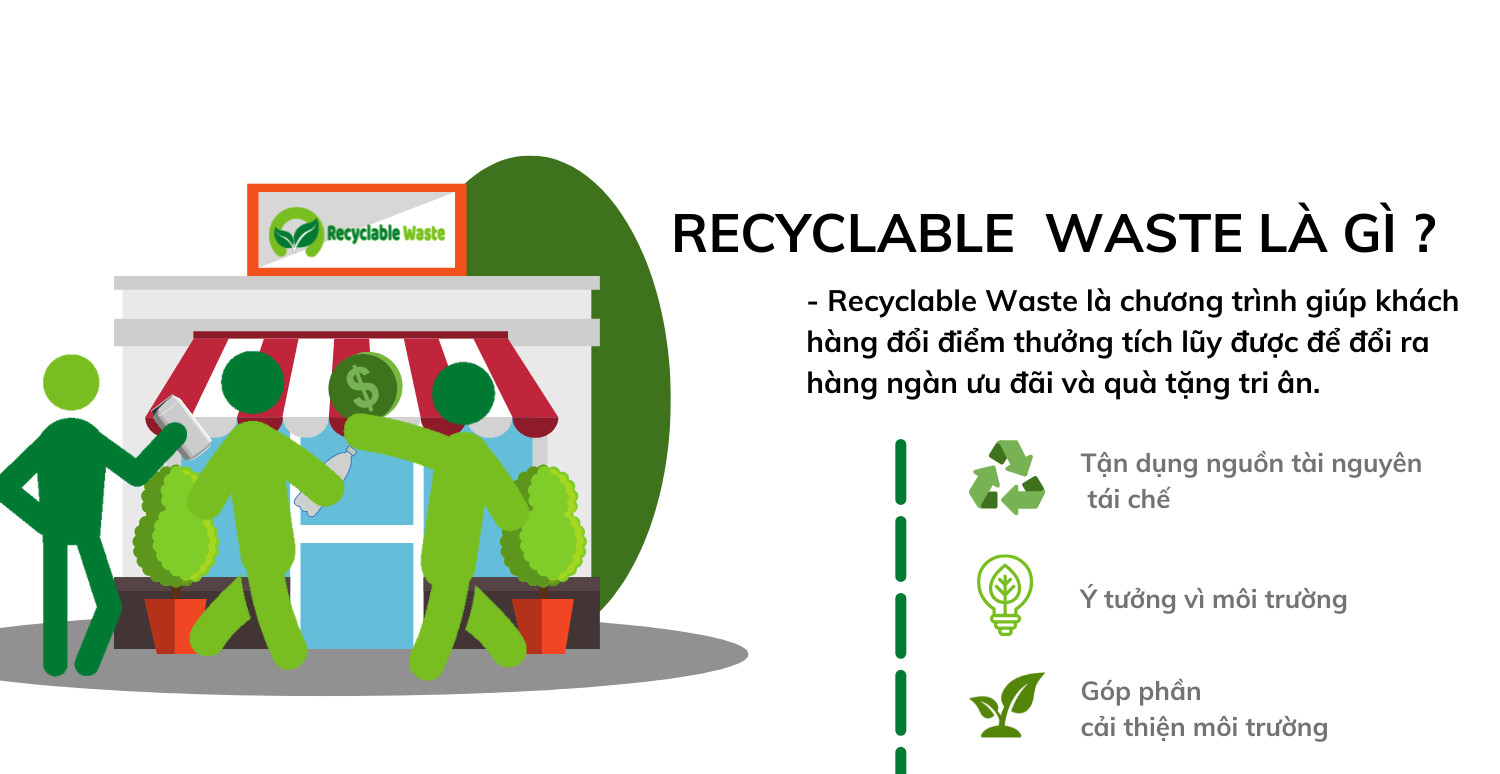 Recyclable Waste
RECYCLABLE WASTE LÀ GÌ ?
- Recyclable Waste là chương trình giúp khách
hàng đổi điểm thưởng tích lũy được để đổi ra
hàng ngàn ưu đãi và quà tặng tri ân.
Tận dụng nguồn tài nguyên
tái chế
Ý tưởng vì môi trường
Góp phần
cải thiện môi trường
$